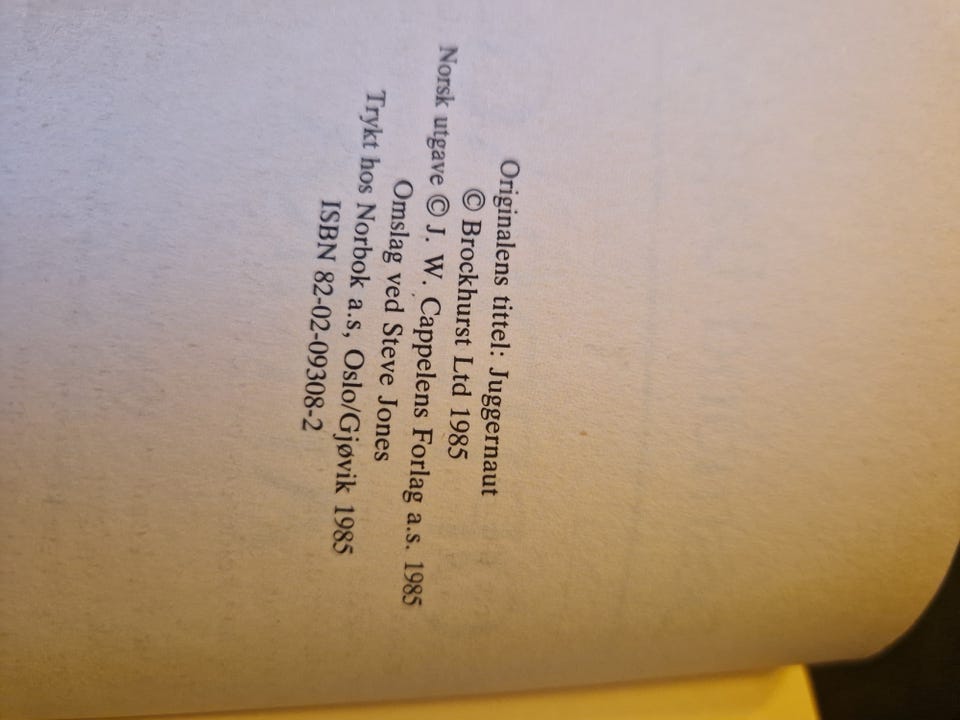 Originalens tittel: Juggernaut
© Brockhurst Ltd 1985
Norsk utgave © J. W. Cappelens Forlag a.s. 1985
Omslag ved Steve Jones
Trykt hos Norbok a.s, Oslo/Gjøvik 1985
ISBN 82-02-09308-2